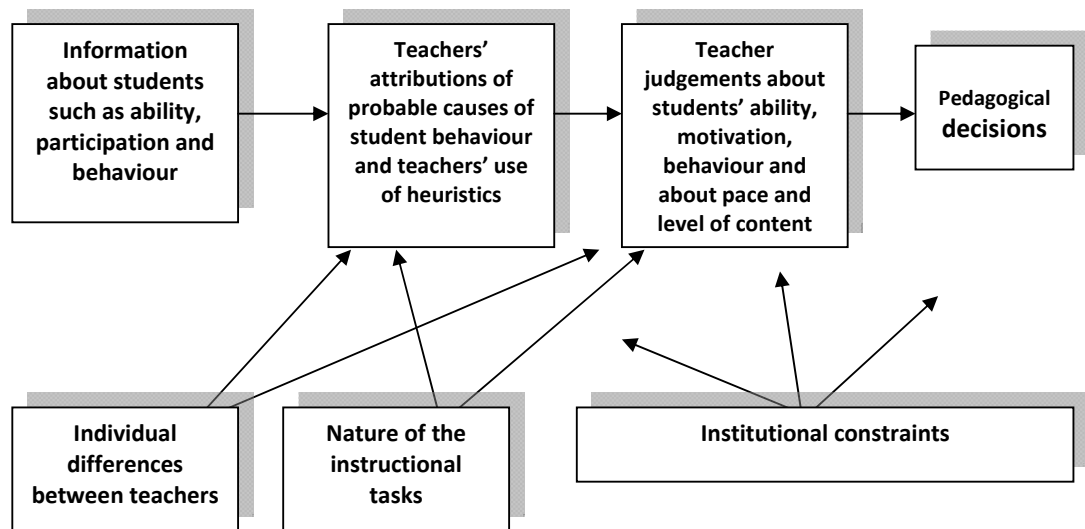 Information
about students
such as ability,
participation and
behaviour
Teachers’
attributions of
probable causes of
student behaviour
and teachers’ use
of heuristics
Teacher
judgements about
students’ ability,
motivation,
behaviour and
about pace and
level of content
Pedagogical
decisions
Individual
differences
between teachers
Nature of the
instructional
tasks
Institutional constraints